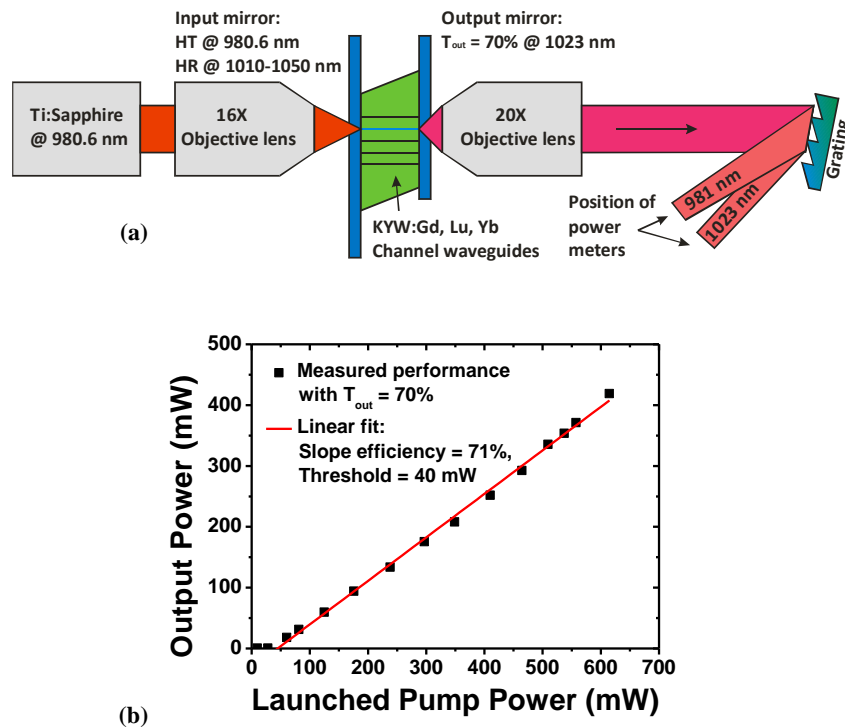 Input mirror:
HT @ 980.6 nm
HR @ 1010-1050 nm
Output mirror:
Tout = 70% @ 1023 nm
Ti:Sapphire
@ 980.6 nm
16X
Objective lens
20X
Objective lens
Grating
981 nm
1023 nm
Position of
power
meters
KYW:Gd, Lu, Yb
Channel waveguides
(a)
500
400
300
200
100
0
Output Power (mW)
Measured performance
with Tout = 70%
Linear fit:
Slope efficiency = 71%,
Threshold = 40 mW
0 100 200 300 400 500 600 700
Launched Pump Power (mW)
(b)